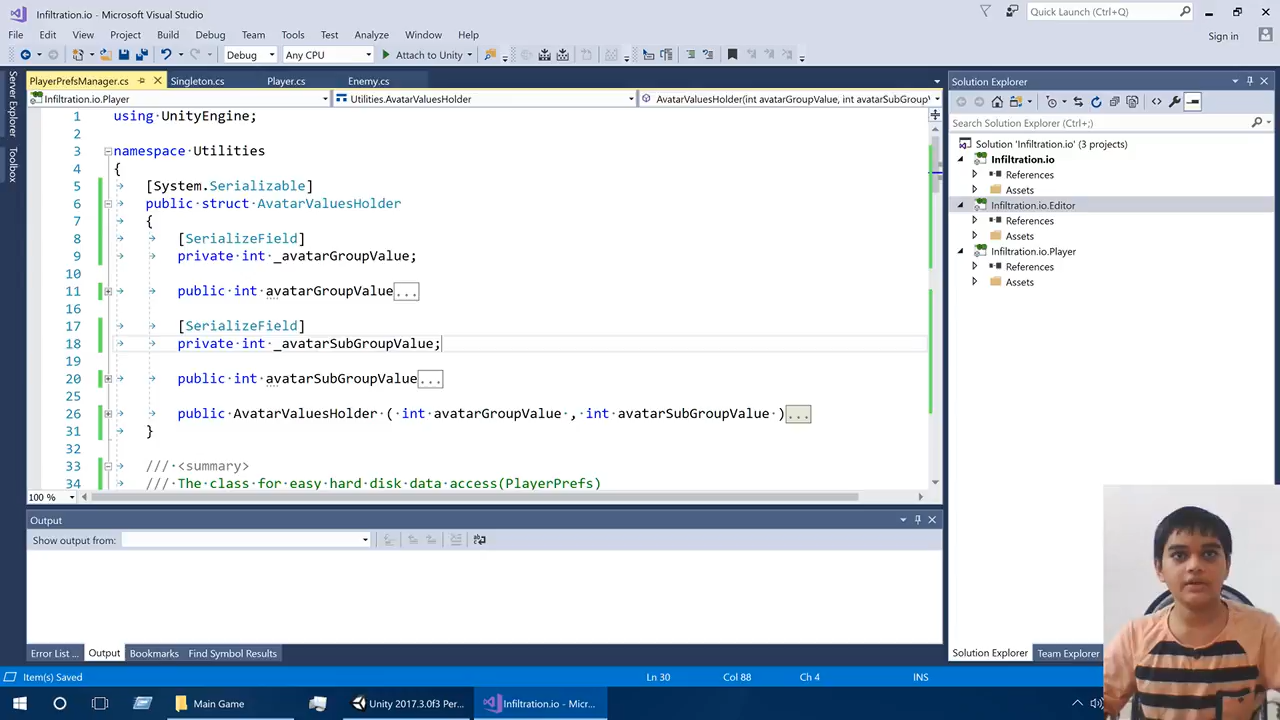 Infiltration.io - Microsoft Visual Studio
Quick Launch (Ctrl+;)
File Edit View Project Build Debug Team Tools Test Analyze Window Help
Sign in
Debug Any CPU Attach to Unity
Server Explorer
Toolbox
PlayerPrefsManager.cs Singleton.cs Player.cs Enemy.cs
Infiltration.io.Player Utilities.AvatarValuesHolder AvatarValuesHolder(int avatarGroupValue, int avatarSubGroupV
1 using UnityEngine;
2
3 namespace Utilities
4 {
5 [System.Serializable]
6 public struct AvatarValuesHolder
7 {
8 [SerializeField]
9 private int _avatarGroupValue;
10
11 public int avatarGroupValue...
16
17 [SerializeField]
18 private int _avatarSubGroupValue;
19
20 public int avatarSubGroupValue...
25
26 public AvatarValuesHolder ( int avatarGroupValue , int avatarSubGroupValue )...
31 }
32
33 /// <summary>
34 /// The class for easy hard disk data access(PlayerPrefs)
100 %
Output
Show output from:
Error List ... Output Bookmarks Find Symbol Results
Solution Explorer
Search Solution Explorer (Ctrl+;)
Solution 'Infiltration.io' (3 projects)
Infiltration.io
References
Assets
Infiltration.io.Editor
References
Assets
Infiltration.io.Player
References
Assets
Solution Explorer Team Explorer
Item(s) Saved Ln 30 Col 88 Ch 4 INS
Main Game Unity 2017.3.0f3 Per... Infiltration.io - Micr...